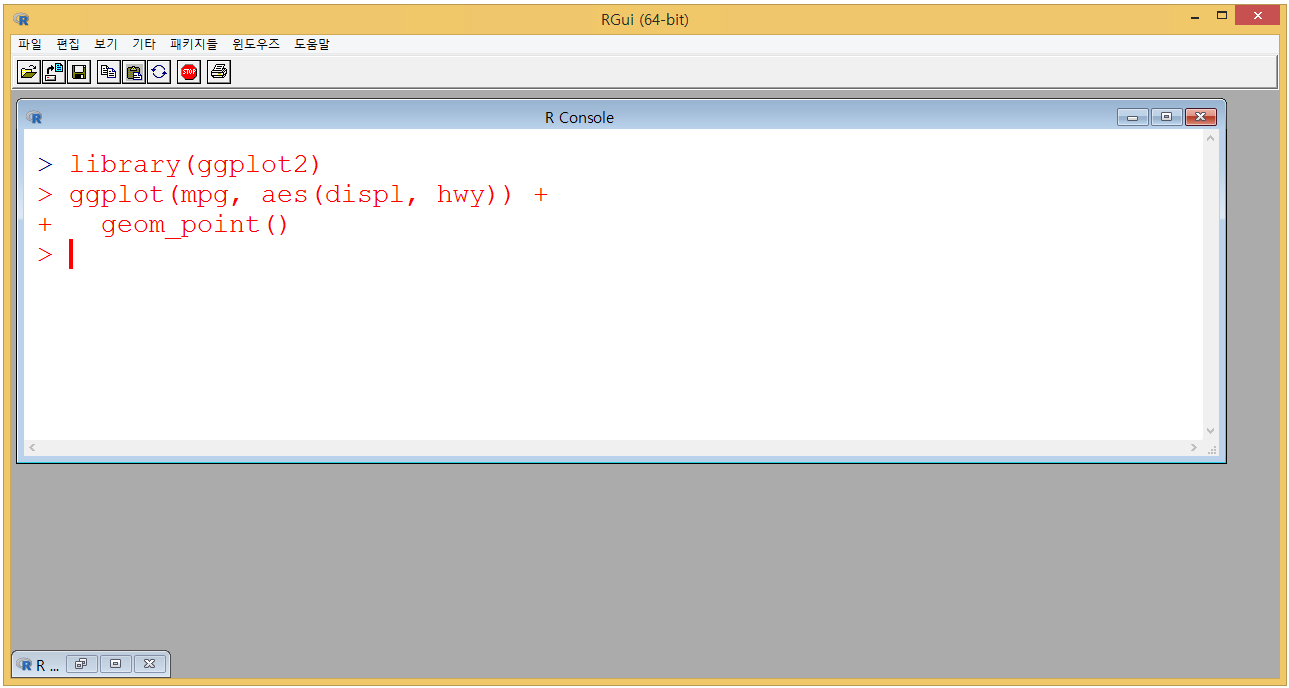 RGui (64-bit)
파일 편집 보기 기타 패키지들 윈도우즈 도움말
STOP
R Console
> library(ggplot2)
> ggplot(mpg, aes(displ, hwy)) +
+   geom_point()
>
R ...